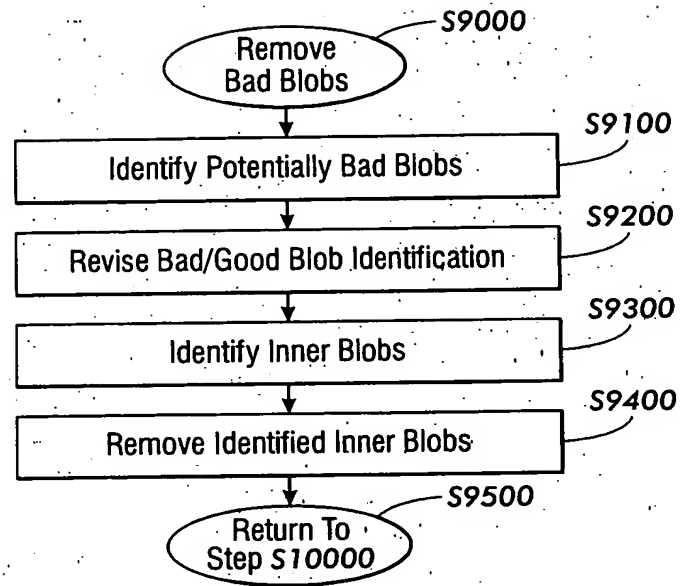 S9000
Remove
Bad Blobs
S9100
Identify Potentially Bad Blobs
S9200
Revise Bad/Good Blob Identification
S9300
Identify Inner Blobs
S9400
Remove Identified Inner Blobs
S9500
Return To
Step S10000